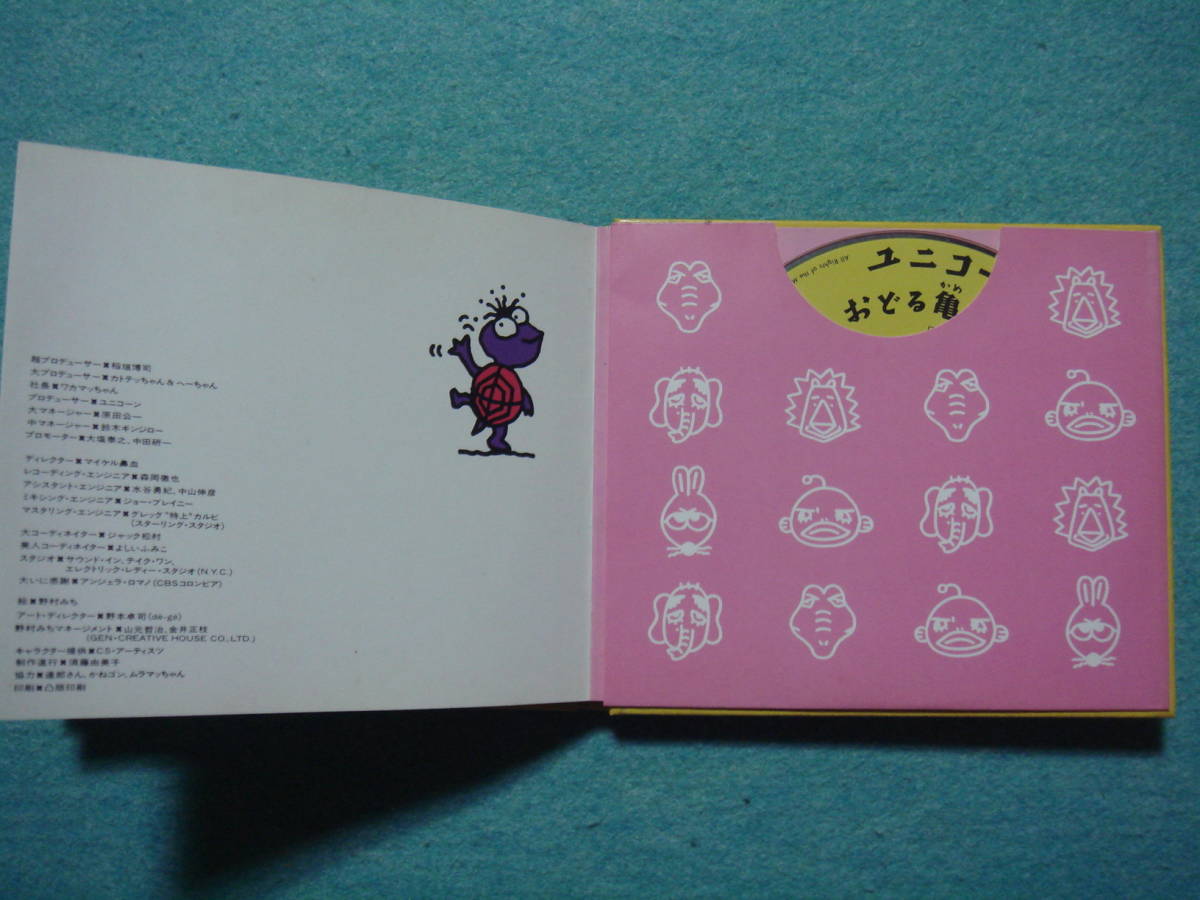 総プロデューサー✖稲垣博司
大プロデューサー✖カトテッちゃん&ヘーちゃん
社長✖ワカマッちゃん
プロデューサー✖ユニコーン
大マネージャー✖原田公一
中マネージャー✖鈴木ギンジロー
プロモーター✖大塩泰之、中田研一
ディレクター✖マイケル鼻血
レコーディング・エンジニア✖森岡徹也
アシスタント・エンジニア✖水谷勇紀、中山伸彦
ミキシング・エンジニア✖ジョー・ブレイニー
マスタリング・エンジニア✖グレッグ“特上”カルビ
(スターリング・スタジオ)
大コーディネイター✖ジャック松村
美人コーディネイター✖よしいふみこ
スタジオ✖サウンド・イン、テイク・ワン、
エレクトリック・レディー・スタジオ(N.Y.C.)
大いに感謝✖アンジェラ・ロマノ(CBSコロンビア)
絵✖野村みち
アート・ディレクター✖野本卓司(de-gé)
野村みちマネージメント✖山元哲治、金井正枝
(GEN・CREATIVE HOUSE CO., LTD.)
キャラクター提供✖C.S・アーティスツ
制作進行✖須藤由美子
協力✖達郎さん、かねゴン、ムラマッちゃん
印刷✖凸版印刷
All Rights of the
ユニコー
かめ
おどる亀